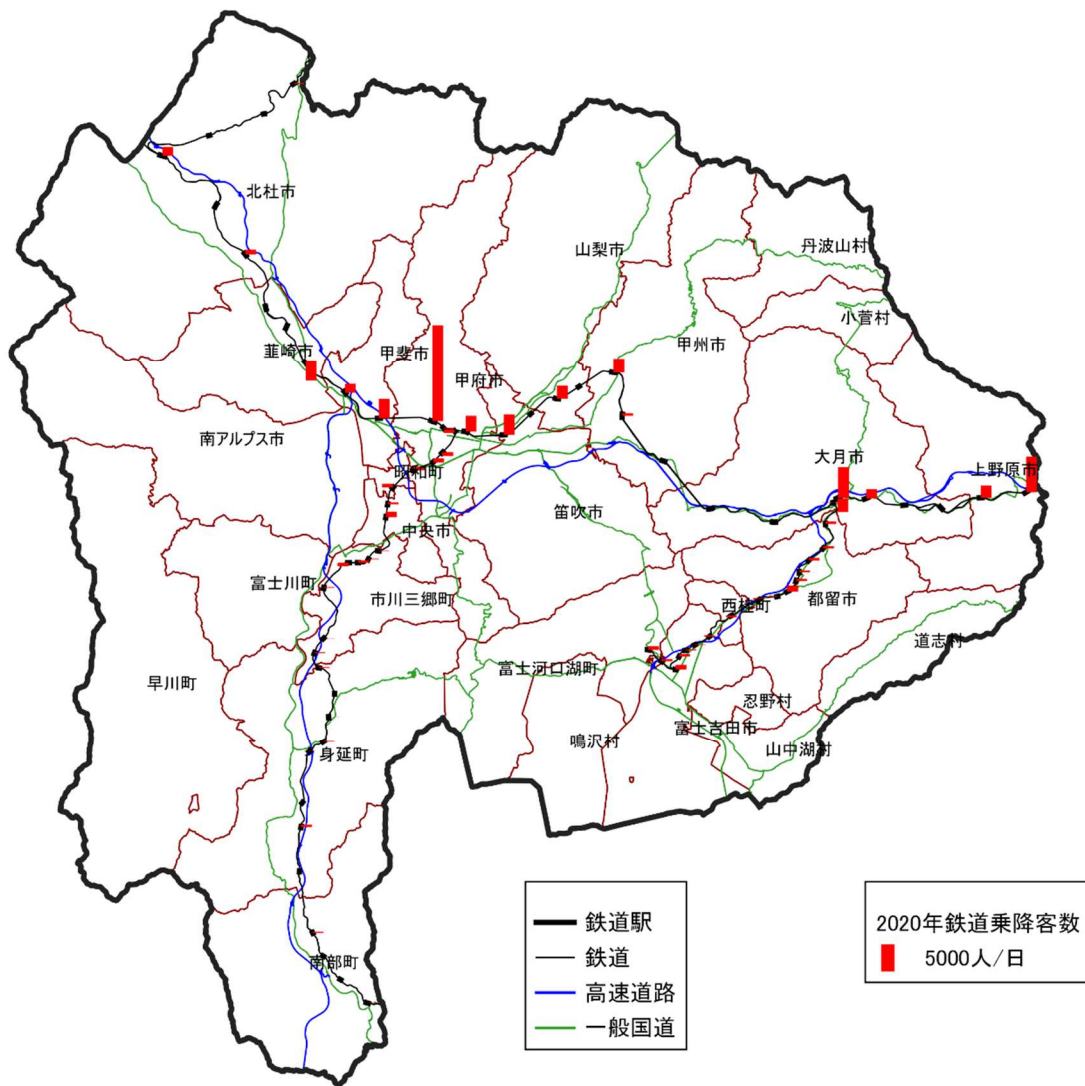 北杜市
山梨市
丹波山村
小菅村
韮崎市
甲斐市
甲府市
甲州市
南アルプス市
昭和町
大月市
上野原市
笛吹市
中央市
富士川町
市川三郷町
西桂町
都留市
道志村
早川町
富士河口湖町
忍野村
鳴沢村
富士吉田市
山中湖村
身延町
南部町
鉄道駅
鉄道
高速道路
一般国道
2020年鉄道乗降客数
5000人/日